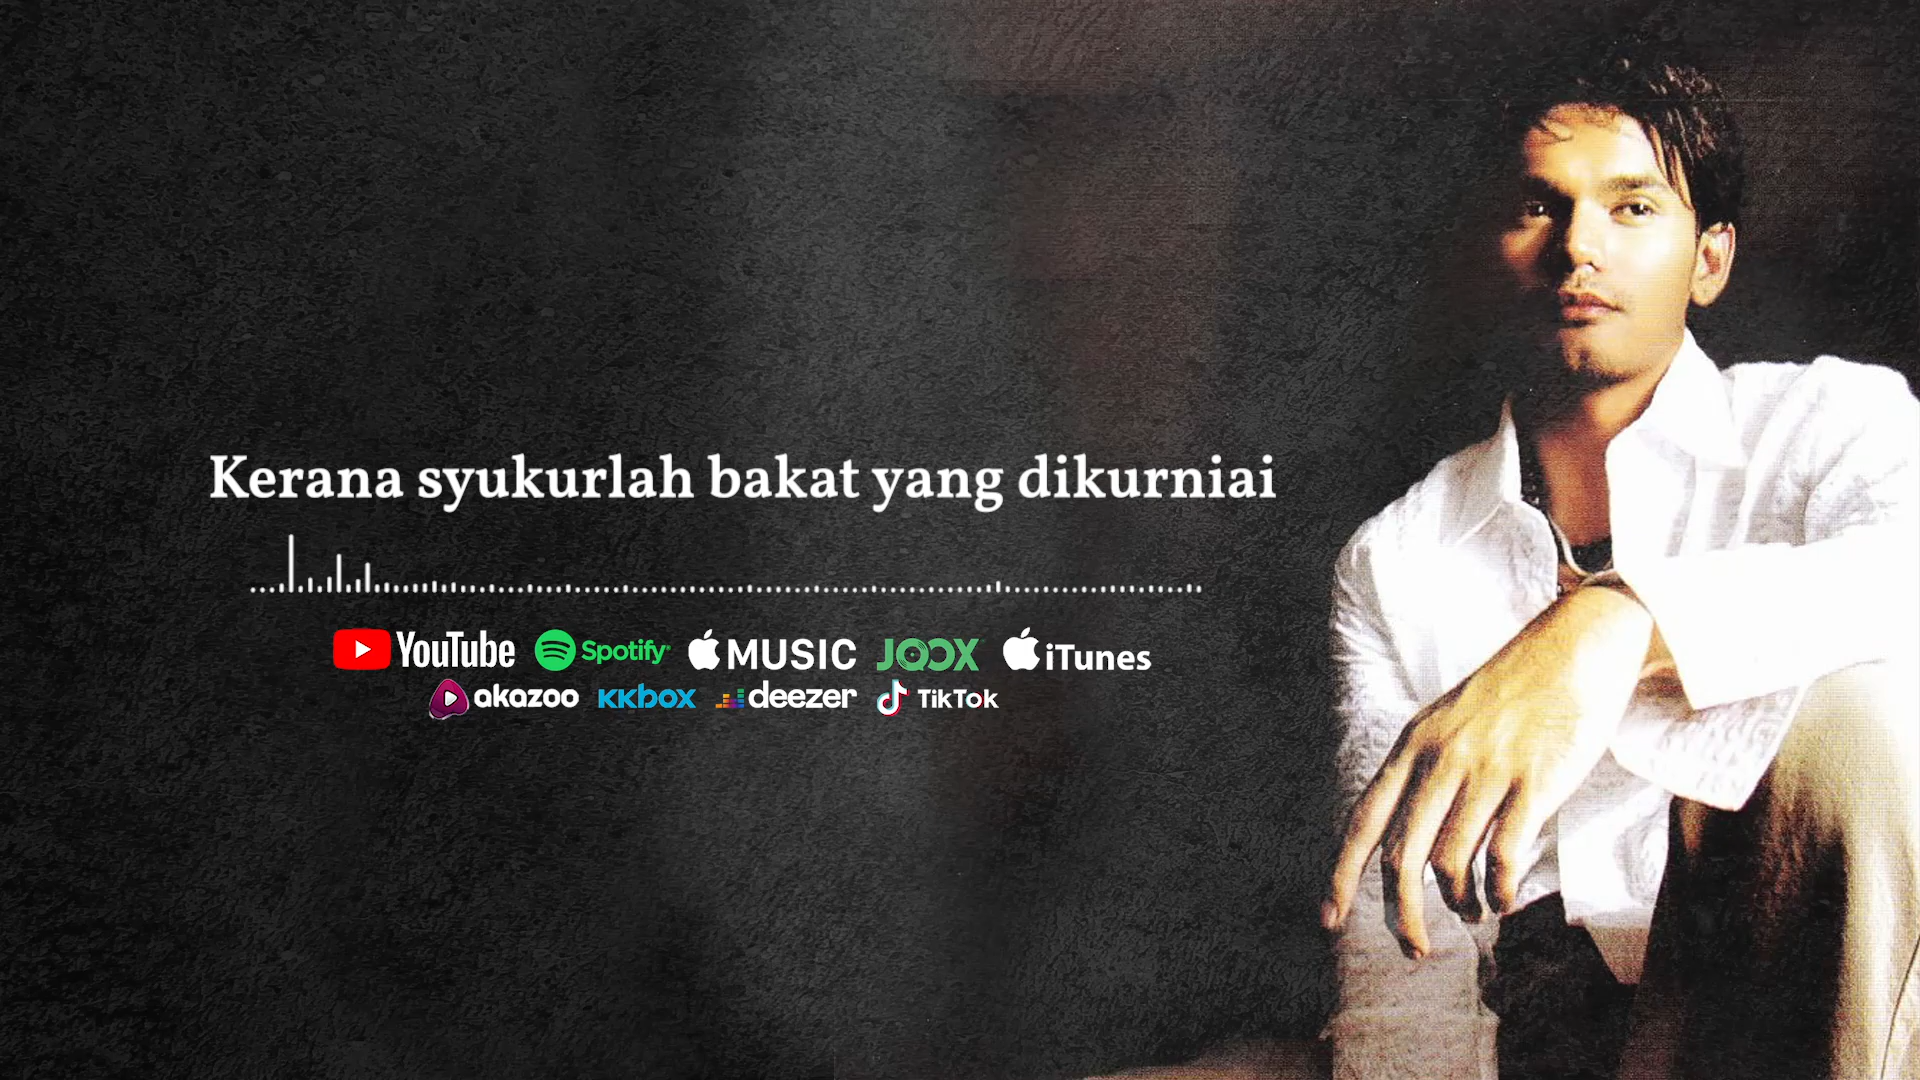 Kerana syukurlah bakat yang dikurniai
YouTube Spotify MUSIC JOOX iTunes
akazoo KKBOX deezer TikTok